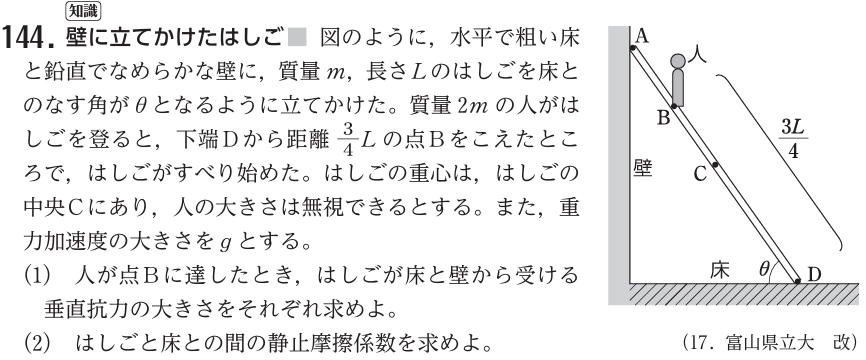 知識
144. 壁に立てかけたはしご■ 図のように，水平で粗い床
と鉛直でなめらかな壁に，質量 m，長さLのはしごを床と
のなす角がθとなるように立てかけた。質量 2m の人がは
しごを登ると，下端Dから距離 3/4 L の点Bをこえたとこ
ろで，はしごがすべり始めた。はしごの重心は，はしごの
中央Cにあり，人の大きさは無視できるとする。また，重
力加速度の大きさをgとする。
(1) 人が点Bに達したとき，はしごが床と壁から受ける
垂直抗力の大きさをそれぞれ求めよ。
(2) はしごと床との間の静止摩擦係数を求めよ。
A
人
B
3L/4
壁
C
床
θ
D
(17. 富山県立大 改)